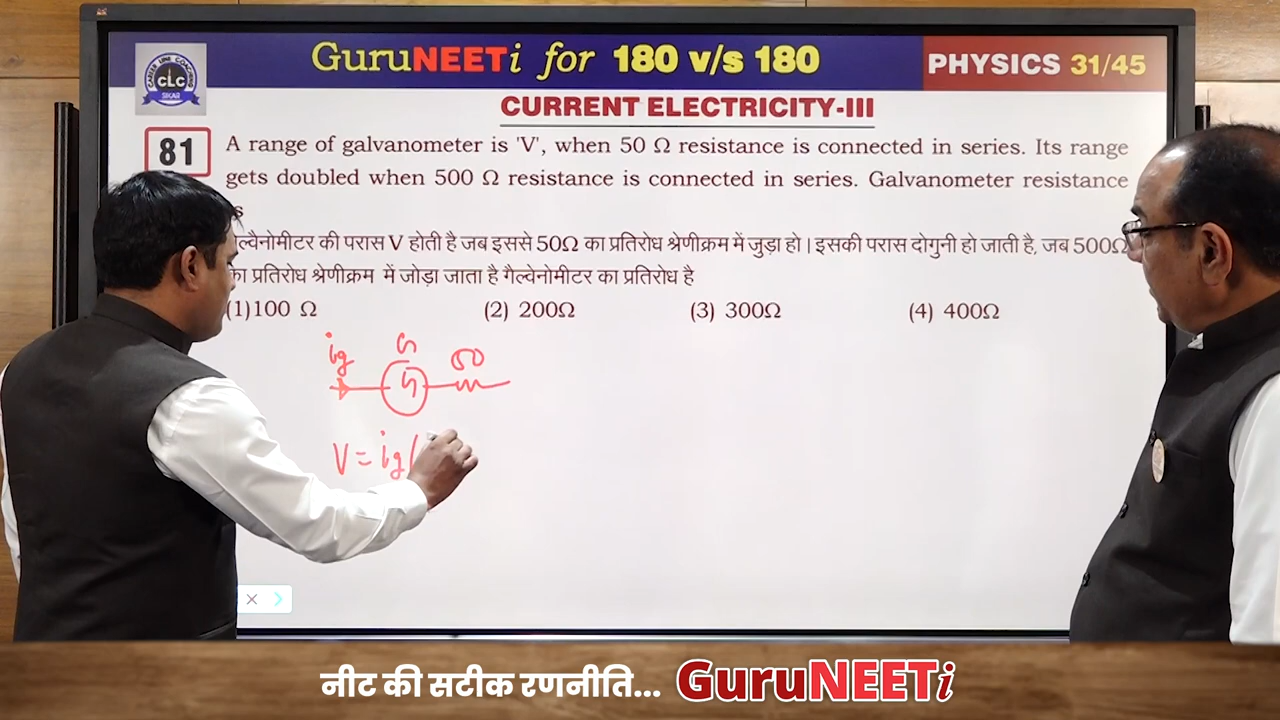 GuruNEETi for 180 v/s 180
PHYSICS 31/45
CAREER LINE COACHING
CLC
SIKAR
CURRENT ELECTRICITY-III
81
A range of galvanometer is 'V', when 50 Ω resistance is connected in series. Its range
gets doubled when 500 Ω resistance is connected in series. Galvanometer resistance
की परास V होती है जब इससे 50Ω का प्रतिरोध श्रेणीक्रम में जुड़ा हो। इसकी परास दोगुनी हो जाती है, जब 500Ω
का प्रतिरोध श्रेणीक्रम में जोड़ा जाता है गैल्वेनोमीटर का प्रतिरोध है
(1)100 Ω (2) 200Ω (3) 300Ω (4) 400Ω
ig G 50
G
V = ig(
नीट की सटीक रणनीति... GuruNEETi